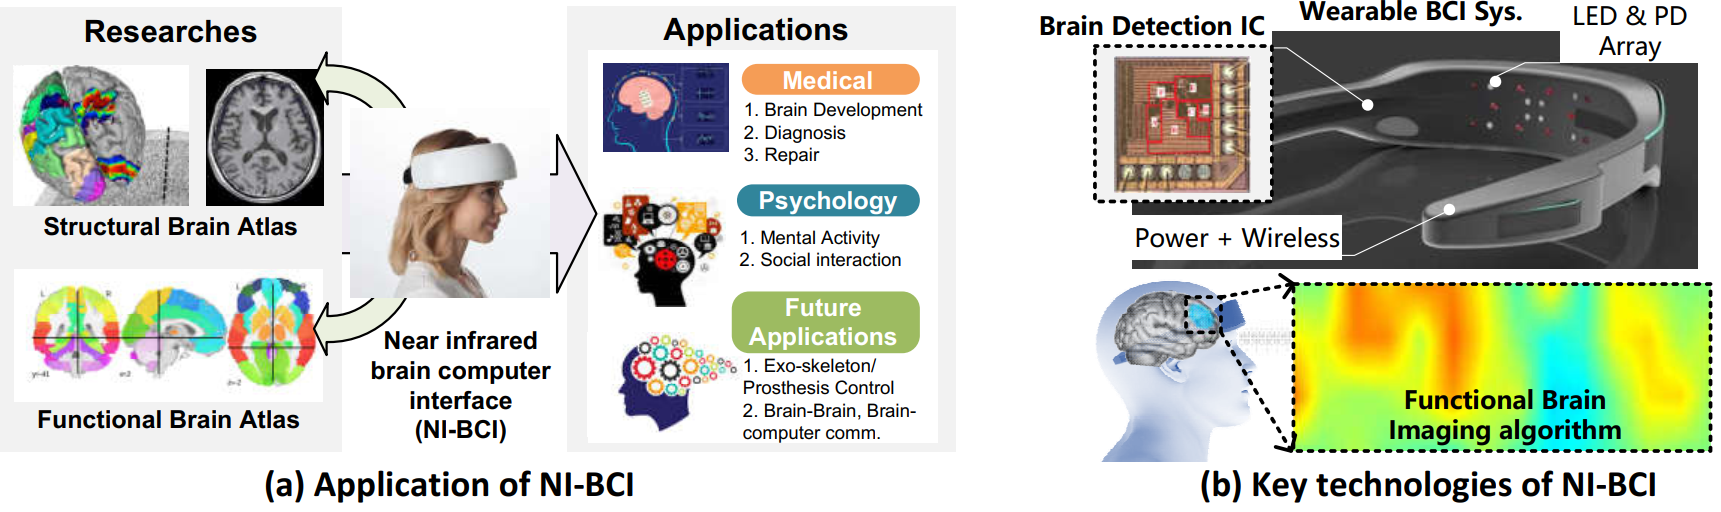 Researches
Structural Brain Atlas
L
R
Functional Brain Atlas
Near infrared
brain computer
interface
(NI-BCI)
Applications
Medical
1. Brain Development
2. Diagnosis
3. Repair
Psychology
1. Mental Activity
2. Social interaction
Future
Applications
1. Exo-skeleton/
Prosthesis Control
2. Brain-Brain, Brain-
computer comm.
(a) Application of NI-BCI
Brain Detection IC
Wearable BCI Sys.
LED & PD
Array
Power + Wireless
Functional Brain
Imaging algorithm
(b) Key technologies of NI-BCI